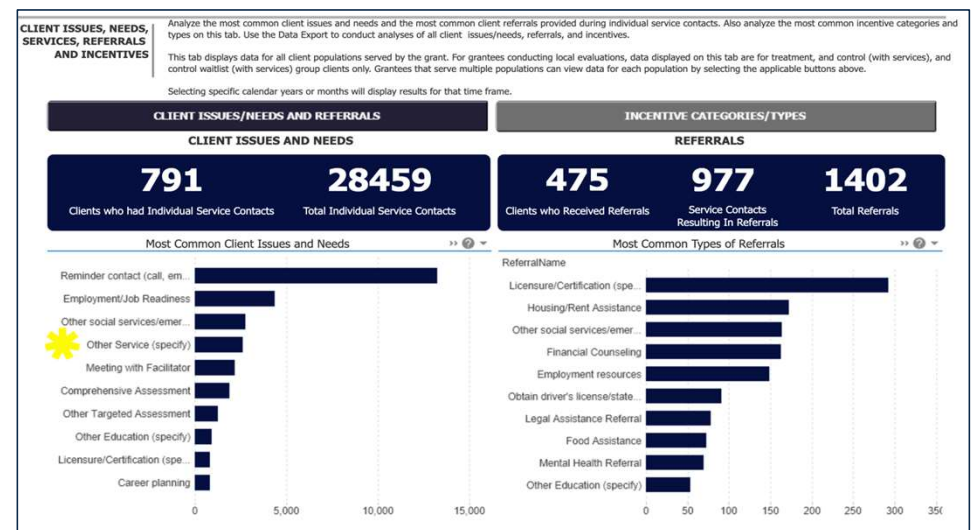 CLIENT ISSUES, NEEDS,
SERVICES, REFERRALS
AND INCENTIVES
Analyze the most common client issues and needs and the most common client referrals provided during individual service contacts. Also analyze the most common incentive categories and
types on this tab. Use the Data Export to conduct analyses of all client issues/needs, referrals, and incentives.
This tab displays data for all client populations served by the grant. For grantees conducting local evaluations, data displayed on this tab are for treatment, and control (with services), and
control waitlist (with services) group clients only. Grantees that serve multiple populations can view data for each population by selecting the applicable buttons above.
Selecting specific calendar years or months will display results for that time frame.
CLIENT ISSUES/NEEDS AND REFERRALS
INCENTIVE CATEGORIES/TYPES
CLIENT ISSUES AND NEEDS
REFERRALS
791
28459
475
977
1402
Clients who had Individual Service Contacts
Total Individual Service Contacts
Clients who Received Referrals
Service Contacts
Resulting In Referrals
Total Referrals
Most Common Client Issues and Needs
Reminder contact (call, em...
Employment/Job Readiness
Other social services/emer...
Other Service (specify)
Meeting with Facilitator
Comprehensive Assessment
Other Targeted Assessment
Other Education (specify)
Licensure/Certification (spe...
Career planning
0 5,000 10,000 15,000
Most Common Types of Referrals
ReferralName
Licensure/Certification (spe...
Housing/Rent Assistance
Other social services/emer...
Financial Counseling
Employment resources
Obtain driver's license/state...
Legal Assistance Referral
Food Assistance
Mental Health Referral
Other Education (specify)
0 50 100 150 200 250 300 35